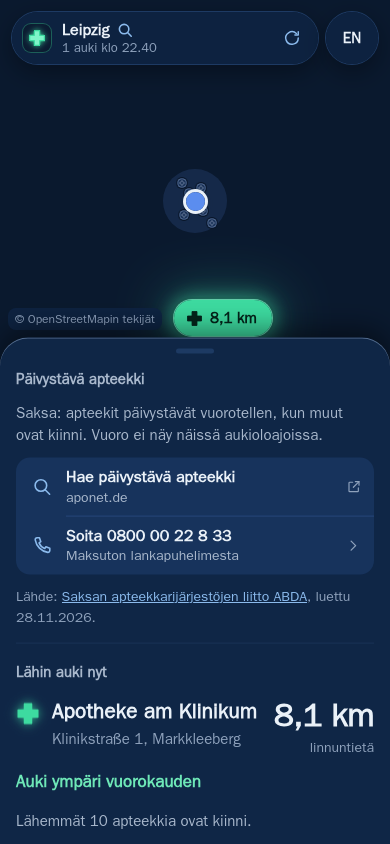 Leipzig
1 auki klo 22.40
EN
© OpenStreetMapin tekijät
8,1 km
Päivystävä apteekki
Saksa: apteekit päivystävät vuorotellen, kun muut
ovat kiinni. Vuoro ei näy näissä aukioloajoissa.
Hae päivystävä apteekki
aponet.de
Soita 0800 00 22 8 33
Maksuton lankapuhelimesta
Lähde: Saksan apteekkarijärjestöjen liitto ABDA, luettu
28.11.2026.
Lähin auki nyt
Apotheke am Klinikum
8,1 km
Klinikstraße 1, Markkleeberg
linnuntietä
Auki ympäri vuorokauden
Lähemmät 10 apteekkia ovat kiinni.